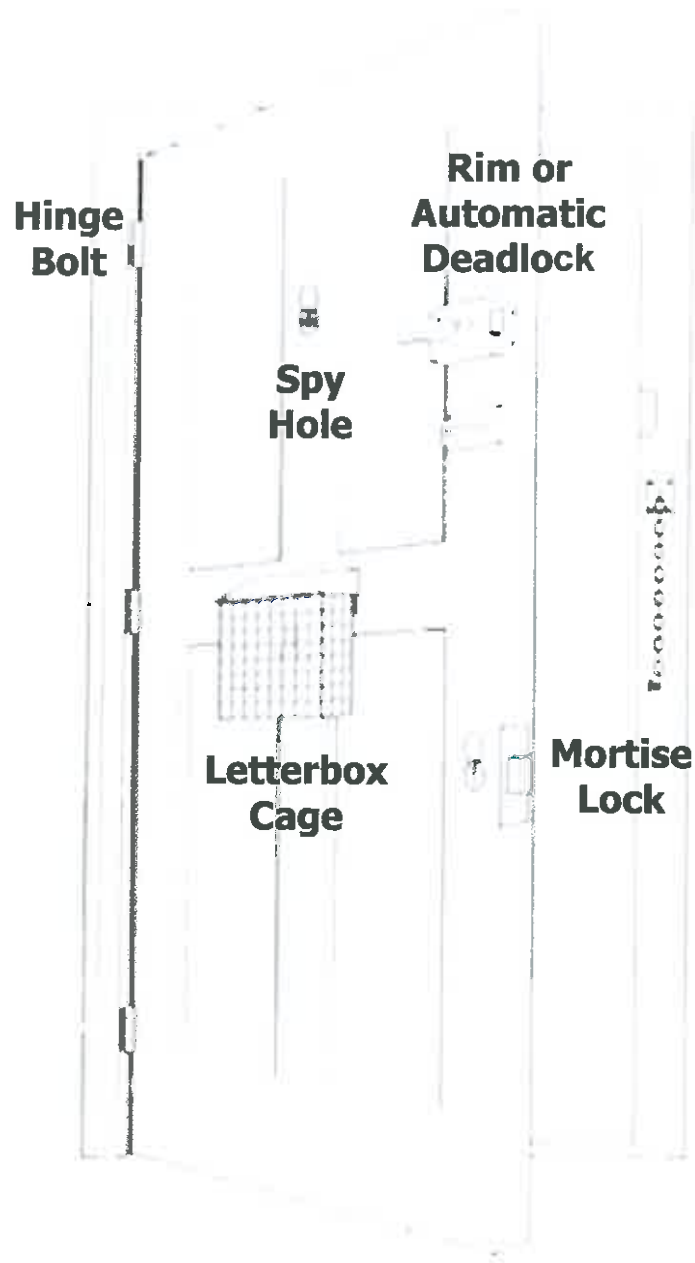 Rim or
Automatic
Deadlock
Hinge
Bolt
Spy
Hole
Letterbox
Cage
Mortise
Lock